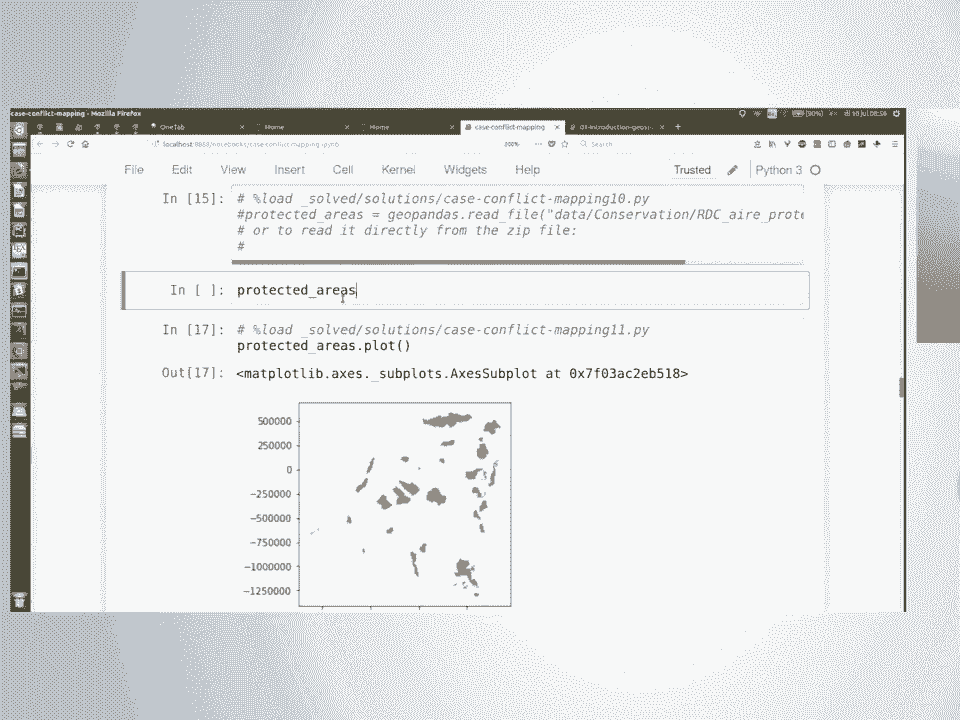 case-conflict-mapping - Mozilla Firefox
OneTab
Home
Home
case-conflict-mapping
localhost:8888/notebooks/case-conflict-mapping.ipynb
Search
File Edit View Insert Cell Kernel Widgets Help Trusted Python 3
In [15]: # %load _solved/solutions/case-conflict-mapping10.py
#protected_areas = geopandas.read_file("data/Conservation/RDC_aire_prote
# or to read it directly from the zip file:
#
In [ ]: protected_areas
In [17]: # %load _solved/solutions/case-conflict-mapping11.py
protected_areas.plot()
Out[17]: <matplotlib.axes._subplots.AxesSubplot at 0x7f03ac2eb518>
500000
250000
0
−250000
−500000
−750000
−1000000
−1250000